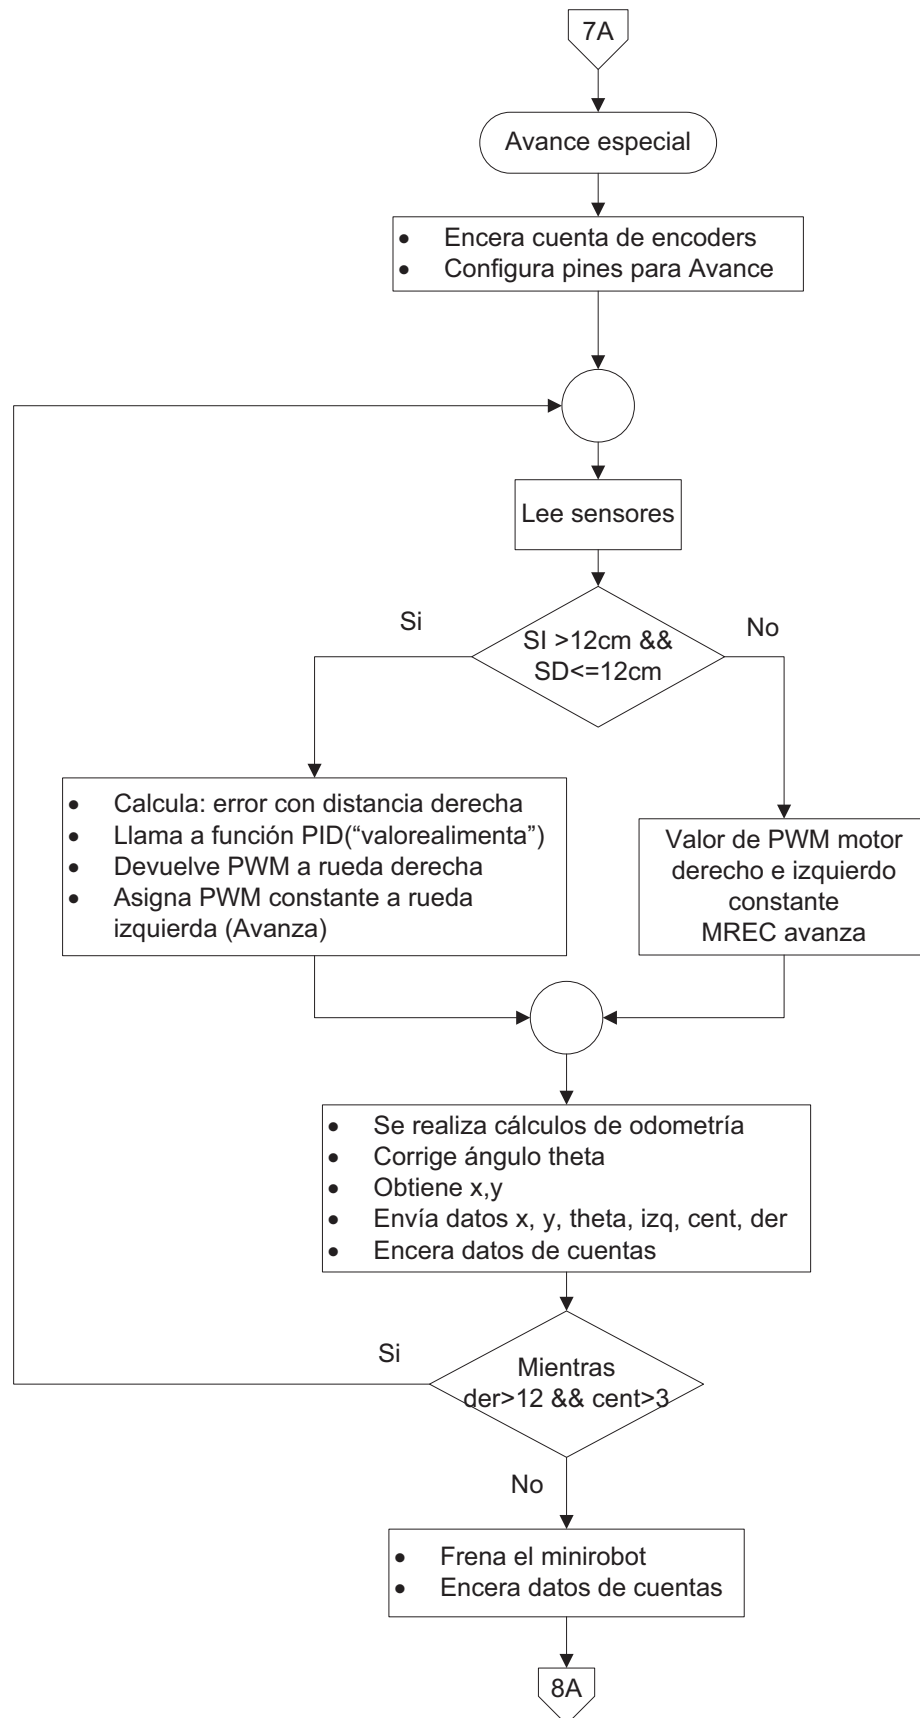 7A
Avance especial
• Encera cuenta de encoders
• Configura pines para Avance
Lee sensores
Si
SI >12cm &&
SD<=12cm
No
• Calcula: error con distancia derecha
• Llama a función PID(“valorealimenta”)
• Devuelve PWM a rueda derecha
• Asigna PWM constante a rueda
izquierda (Avanza)
Valor de PWM motor
derecho e izquierdo
constante
MREC avanza
• Se realiza cálculos de odometría
• Corrige ángulo theta
• Obtiene x,y
• Envía datos x, y, theta, izq, cent, der
• Encera datos de cuentas
Si
Mientras
der>12 && cent>3
No
• Frena el minirobot
• Encera datos de cuentas
8A